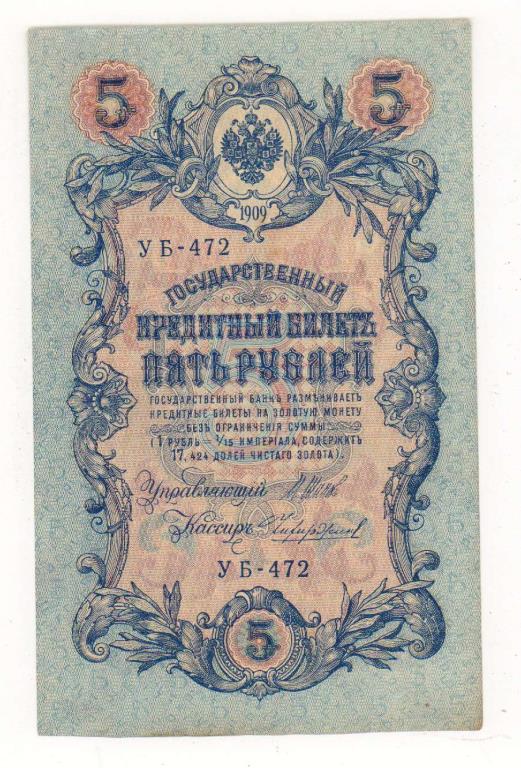 5 5
1909
УБ-472
ГОСУДАРСТВЕННЫЙ
КРЕДИТНЫЙ БИЛЕТЪ
ПЯТЬ РУБЛЕЙ
ГОСУДАРСТВЕННЫЙ БАНКЪ РАЗМѢНИВАЕТЪ
КРЕДИТНЫЕ БИЛЕТЫ НА ЗОЛОТУЮ МОНЕТУ
БЕЗЪ ОГРАНИЧЕНІЯ СУММЫ
(1 РУБЛЬ = 1/15 ИМПЕРІАЛА, СОДЕРЖИТЪ
17,424 ДОЛЕЙ ЧИСТАГО ЗОЛОТА).
Управляющій
Кассиръ
УБ-472
5